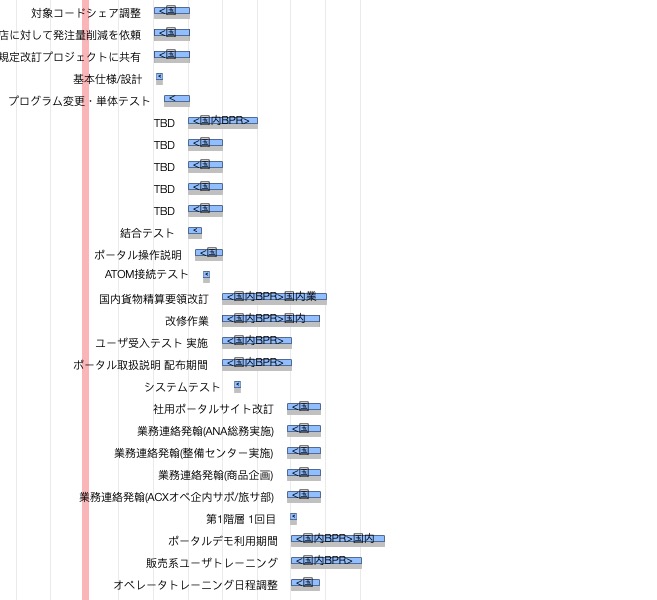 対象コードシェア調整 <国
店に対して発注量削減を依頼 <国
規定改訂プロジェクトに共有 <国
基本仕様/設計 <
プログラム変更・単体テスト <
TBD <国内BPR>
TBD <国
TBD <国
TBD <国
TBD <国
結合テスト <
ポータル操作説明 <国
ATOM接続テスト <
国内貨物精算要領改訂 <国内BPR>国内業
改修作業 <国内BPR>国内
ユーザ受入テスト 実施 <国内BPR>
ポータル取扱説明 配布期間 <国内BPR>
システムテスト <
社用ポータルサイト改訂 <国
業務連絡発翰(ANA総務実施) <国
業務連絡発翰(整備センター実施) <国
業務連絡発翰(商品企画) <国
業務連絡発翰(ACXオペ企内サポ/旅サ部) <国
第1階層 1回目 <
ポータルデモ利用期間 <国内BPR>国内
販売系ユーザトレーニング <国内BPR>
オペレータトレーニング日程調整 <国